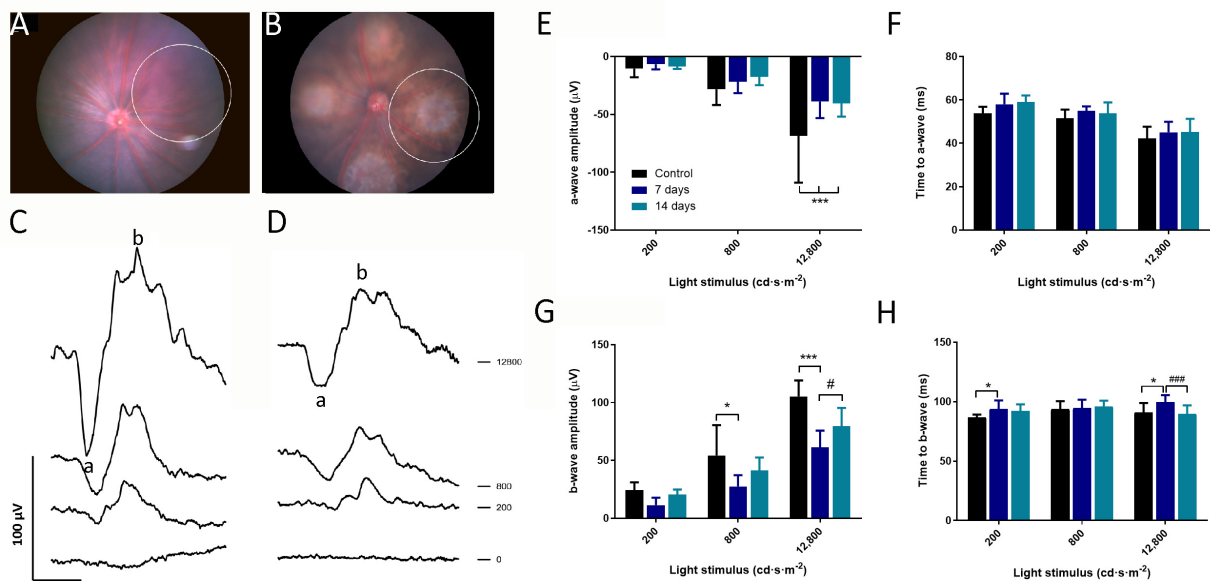 A
B
C
D
b
a
b
a
12800
800
200
0
100 µV
E
a-wave amplitude (µV)
0
-50
-100
-150
Control
7 days
14 days
***
200
800
12,800
Light stimulus (cd·s·m-2)
F
Time to a-wave (ms)
80
60
40
20
0
200
800
12,800
Light stimulus (cd·s·m-2)
G
b-wave amplitude (µV)
150
100
50
0
*
***
#
200
800
12,800
Light stimulus (cd·s·m-2)
H
Time to b-wave (ms)
150
100
50
0
*
*
###
200
800
12,800
Light stimulus (cd·s·m-2)